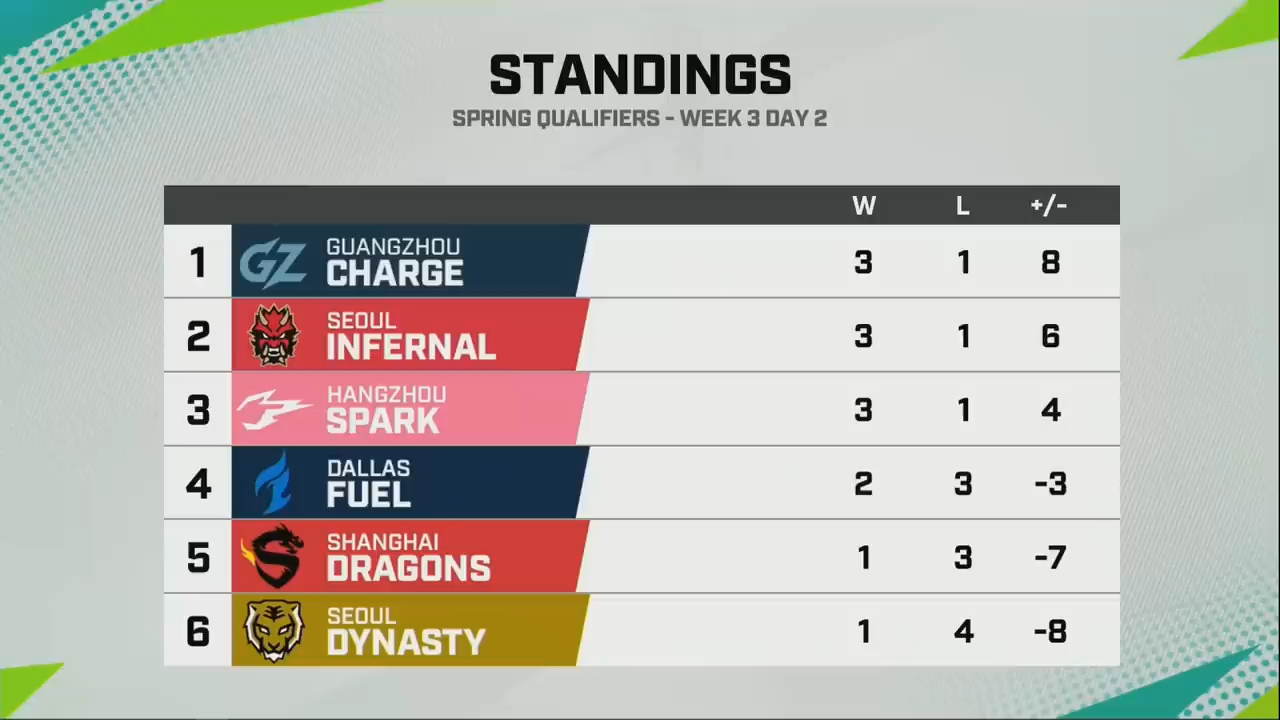 STANDINGS
SPRING QUALIFIERS - WEEK 3 DAY 2
W L +/-
1 GZ GUANGZHOU CHARGE 3 1 8
2 SEOUL INFERNAL 3 1 6
3 HANGZHOU SPARK 3 1 4
4 DALLAS FUEL 2 3 -3
5 SHANGHAI DRAGONS 1 3 -7
6 SEOUL DYNASTY 1 4 -8